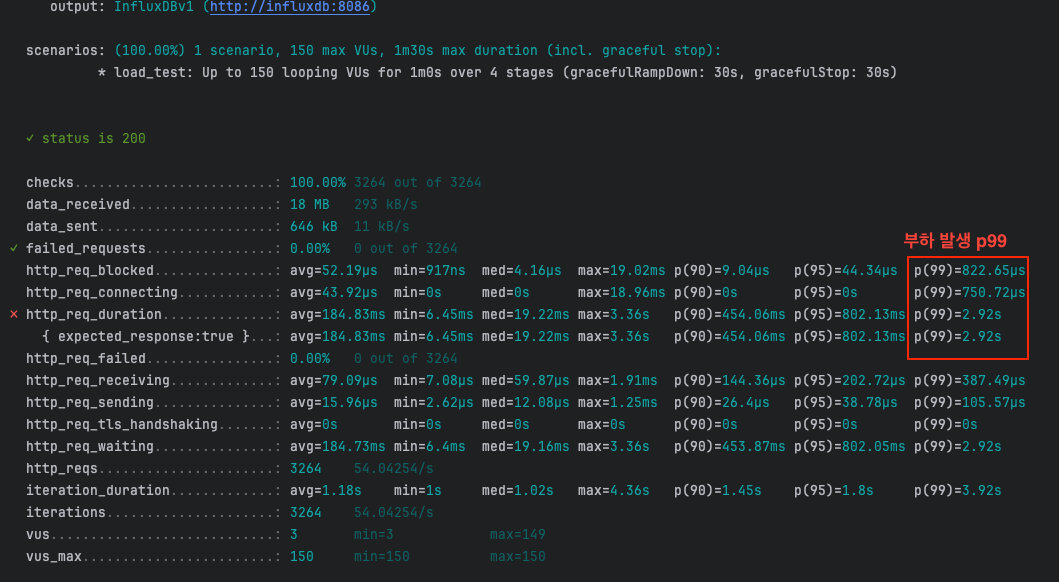 output: InfluxDBv1 (http://influxdb:8086)
scenarios: (100.00%) 1 scenario, 150 max VUs, 1m30s max duration (incl. graceful stop):
* load_test: Up to 150 looping VUs for 1m0s over 4 stages (gracefulRampDown: 30s, gracefulStop: 30s)
✓ status is 200
checks.........................: 100.00% 3264 out of 3264
data_received..................: 18 MB 293 kB/s
data_sent......................: 646 kB 11 kB/s
✓ failed_requests................: 0.00% 0 out of 3264
부하 발생 p99
http_req_blocked...............: avg=52.19µs min=917ns med=4.16µs max=19.02ms p(90)=9.04µs p(95)=44.34µs p(99)=822.65µs
http_req_connecting............: avg=43.92µs min=0s med=0s max=18.96ms p(90)=0s p(95)=0s p(99)=750.72µs
✗ http_req_duration..............: avg=184.83ms min=6.45ms med=19.22ms max=3.36s p(90)=454.06ms p(95)=802.13ms p(99)=2.92s
{ expected_response:true }...: avg=184.83ms min=6.45ms med=19.22ms max=3.36s p(90)=454.06ms p(95)=802.13ms p(99)=2.92s
http_req_failed................: 0.00% 0 out of 3264
http_req_receiving.............: avg=79.09µs min=7.08µs med=59.87µs max=1.91ms p(90)=144.36µs p(95)=202.72µs p(99)=387.49µs
http_req_sending...............: avg=15.96µs min=2.62µs med=12.08µs max=1.25ms p(90)=26.4µs p(95)=38.78µs p(99)=105.57µs
http_req_tls_handshaking.......: avg=0s min=0s med=0s max=0s p(90)=0s p(95)=0s p(99)=0s
http_req_waiting...............: avg=184.73ms min=6.4ms med=19.16ms max=3.36s p(90)=453.87ms p(95)=802.05ms p(99)=2.92s
http_reqs......................: 3264 54.04254/s
iteration_duration.............: avg=1.18s min=1s med=1.02s max=4.36s p(90)=1.45s p(95)=1.8s p(99)=3.92s
iterations.....................: 3264 54.04254/s
vus............................: 3 min=3 max=149
vus_max........................: 150 min=150 max=150